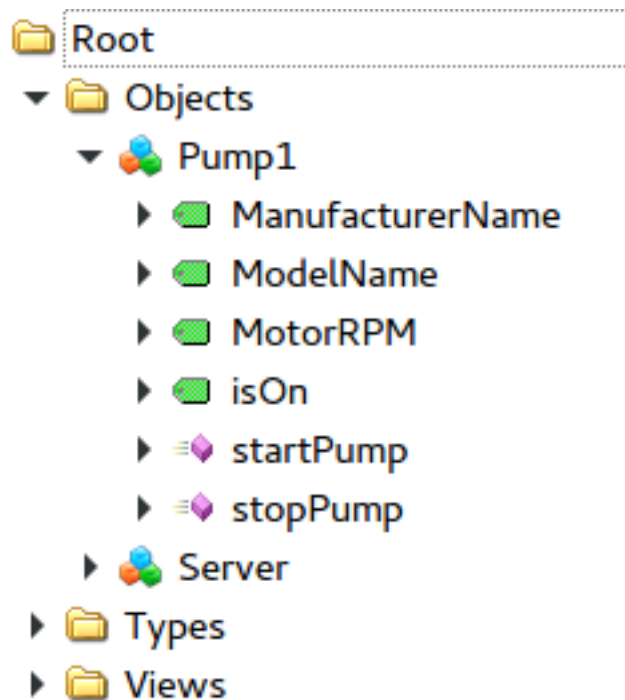 Root
Objects
Pump1
ManufacturerName
ModelName
MotorRPM
isOn
startPump
stopPump
Server
Types
Views